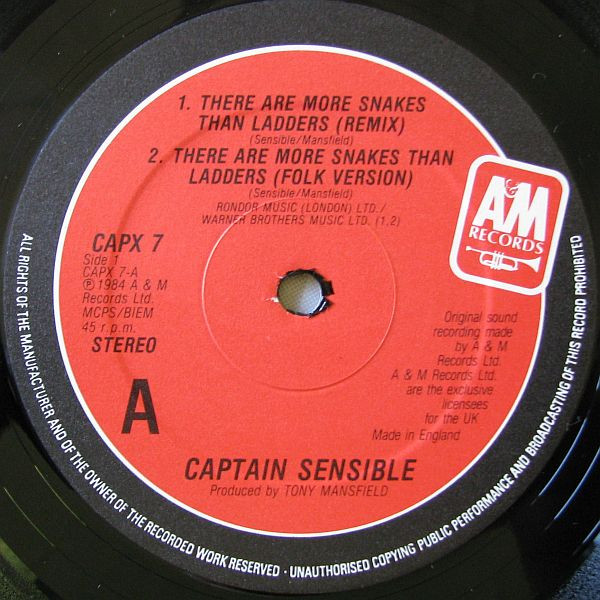 1. THERE ARE MORE SNAKES
THAN LADDERS (REMIX)
(Sensible/Mansfield)
2. THERE ARE MORE SNAKES THAN
LADDERS (FOLK VERSION)
(Sensible/Mansfield)
RONDOR MUSIC (LONDON) LTD./
WARNER BROTHERS MUSIC LTD. (1,2)
A&M
RECORDS
CAPX 7
Side 1
CAPX 7-A
℗ 1984 A & M
Records Ltd.
MCPS/BIEM
45 r.p.m.
STEREO
A
Original sound
recording made
by A & M
Records Ltd.
A & M Records Ltd.
are the exclusive
licensees
for the UK
Made in England
CAPTAIN SENSIBLE
Produced by TONY MANSFIELD
ALL RIGHTS OF THE MANUFACTURER AND OF THE OWNER OF THE RECORDED WORK RESERVED · UNAUTHORISED COPYING PUBLIC PERFORMANCE AND BROADCASTING OF THIS RECORD PROHIBITED